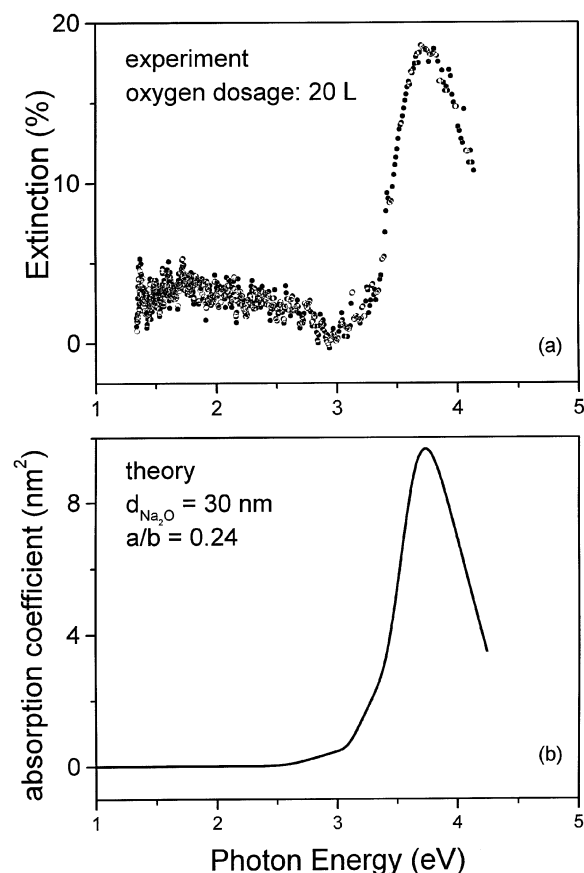 20
experiment
oxygen dosage: 20 L
Extinction (%)
10
0
(a)
1 2 3 4 5
theory
8
d_Na₂O = 30 nm
a/b = 0.24
absorption coefficient (nm²)
4
0
(b)
1 2 3 4 5
Photon Energy (eV)